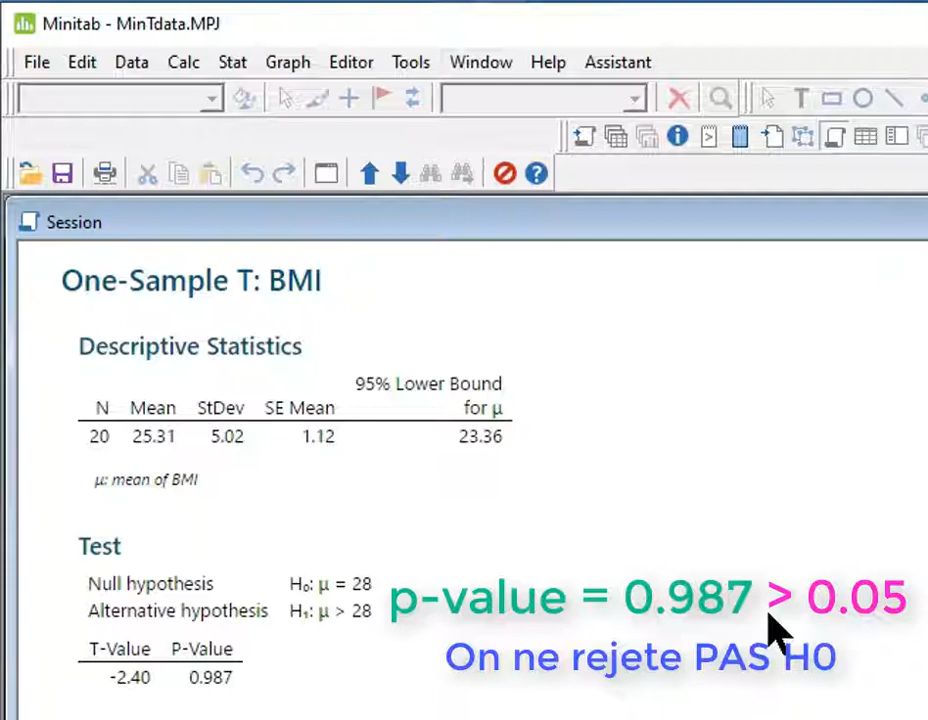 Minitab - MinTdata.MPJ
File Edit Data Calc Stat Graph Editor Tools Window Help Assistant
Session
One-Sample T: BMI
Descriptive Statistics
95% Lower Bound
N Mean StDev SE Mean for μ
20 25.31 5.02 1.12 23.36
μ: mean of BMI
Test
Null hypothesis H₀: μ = 28
Alternative hypothesis H₁: μ > 28
p-value = 0.987 > 0.05
On ne rejete PAS H0
T-Value P-Value
-2.40 0.987